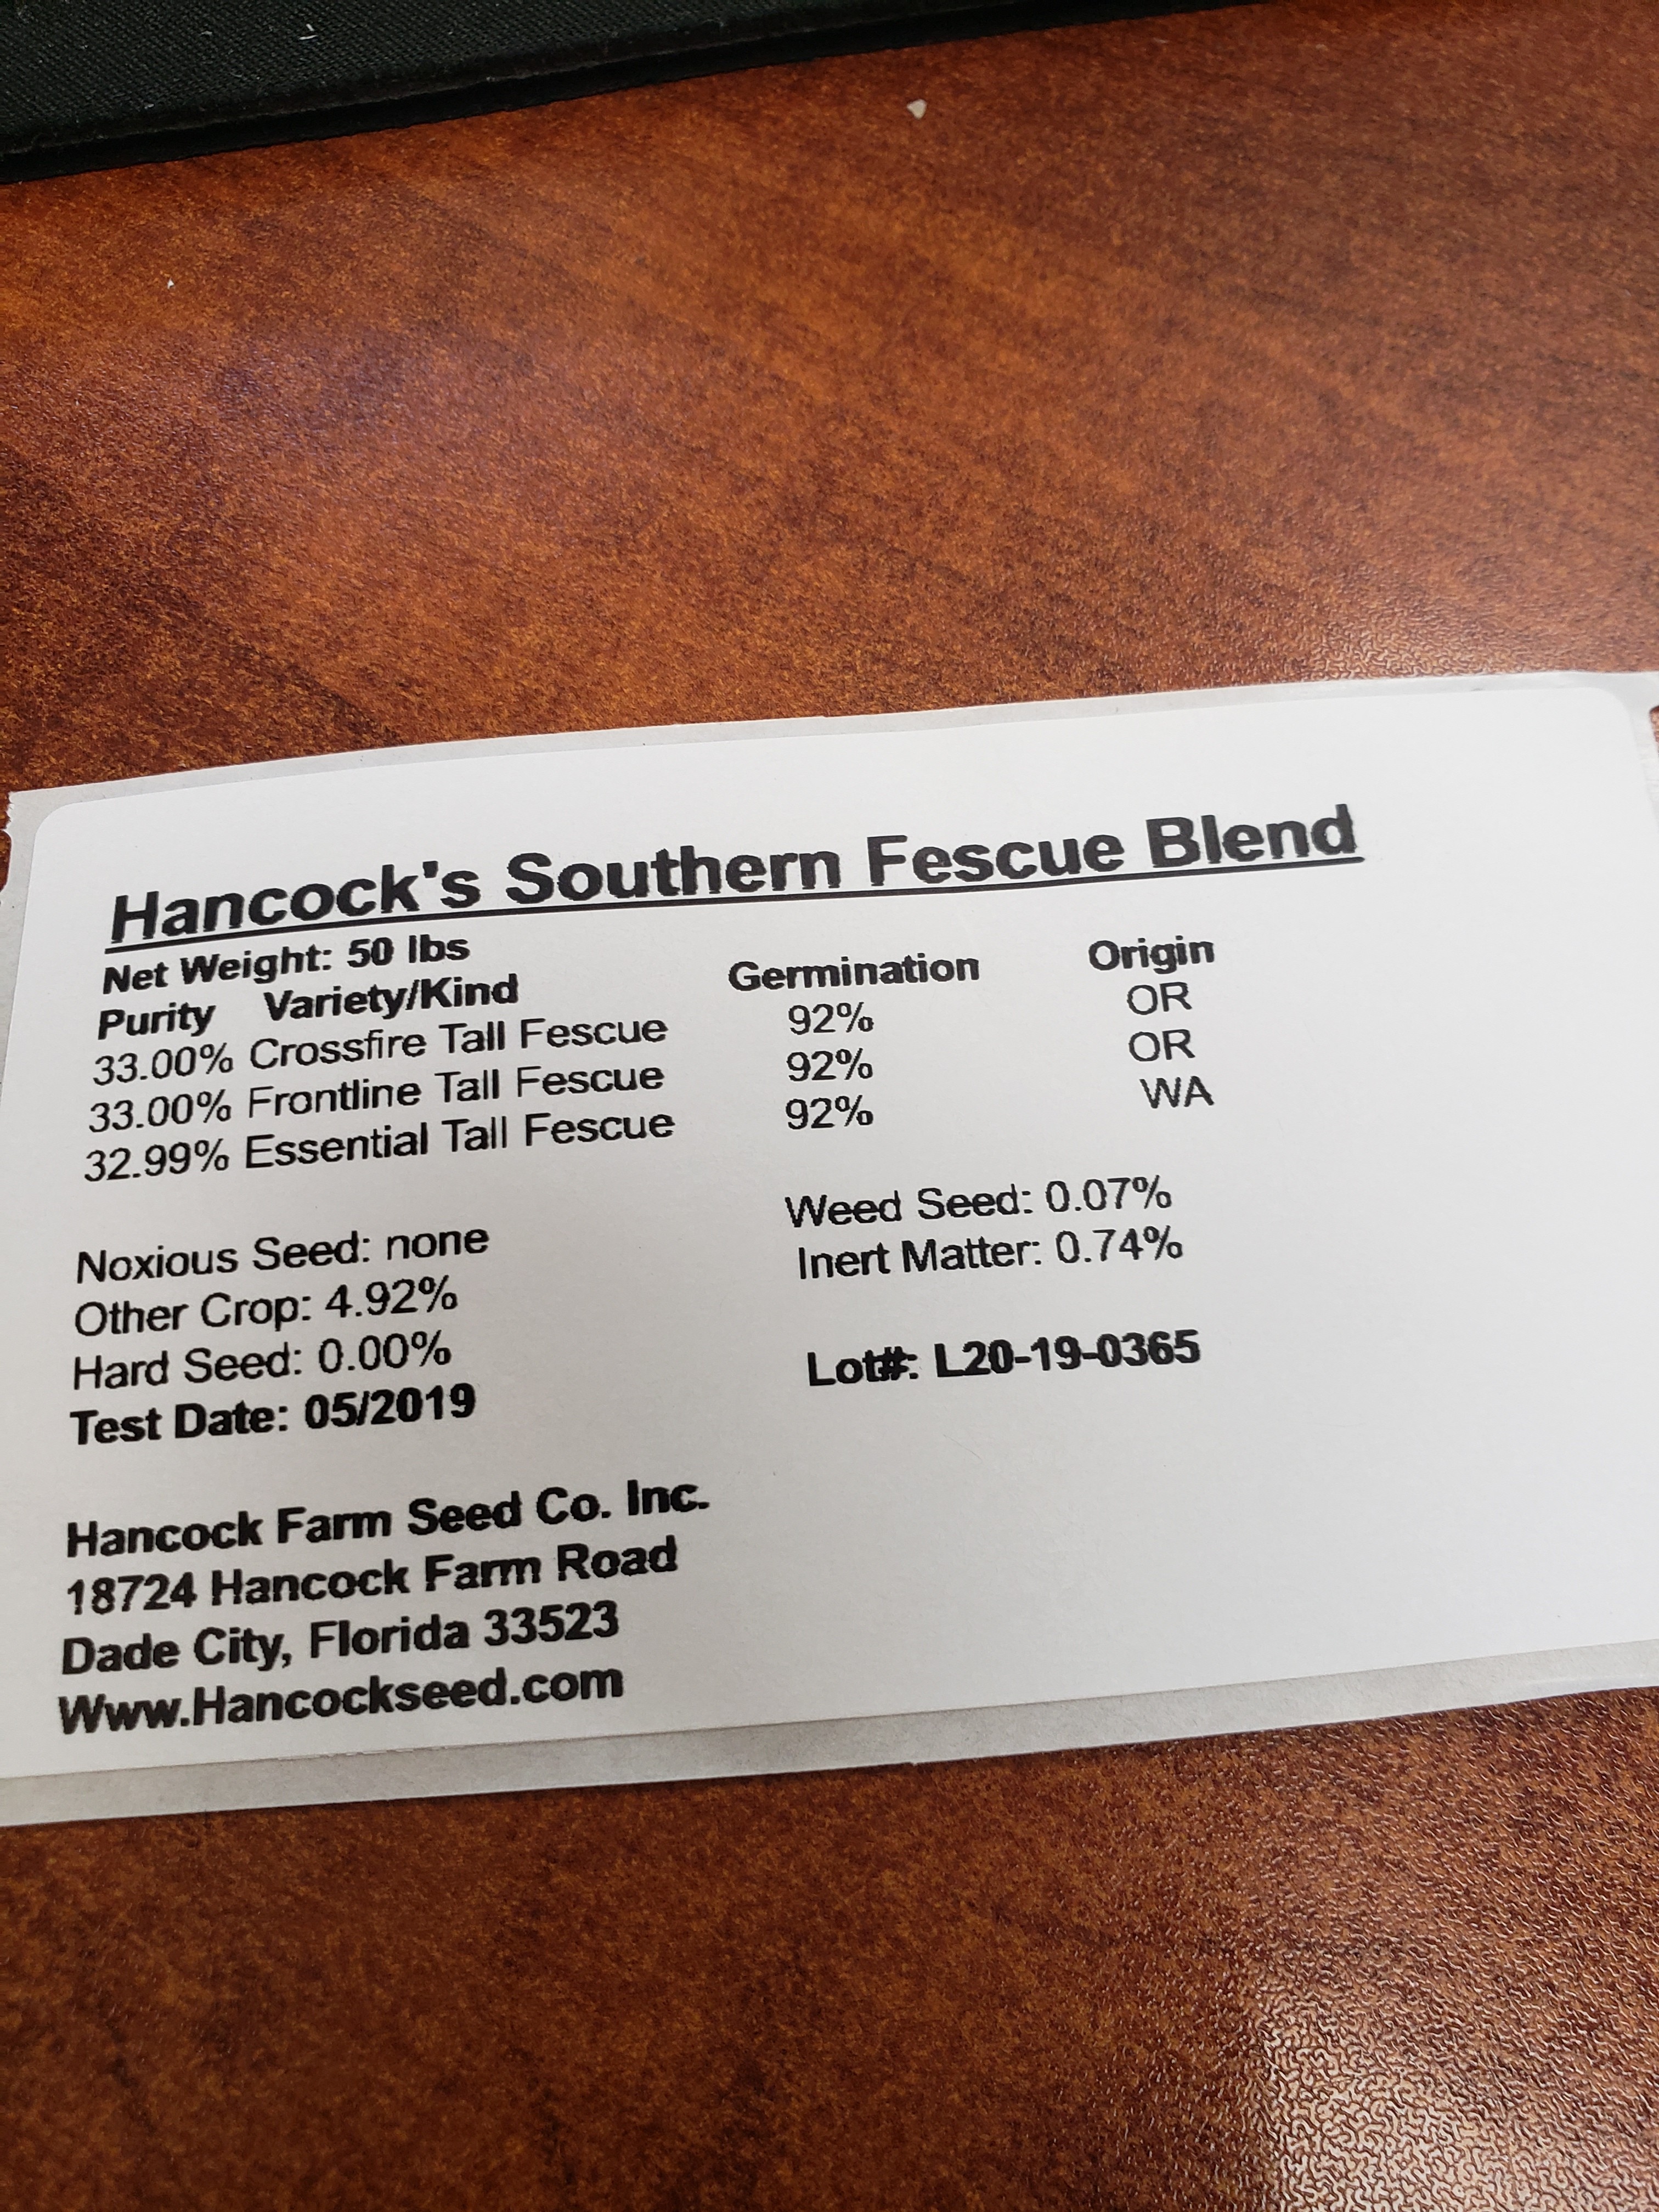 Hancock's Southern Fescue Blend
Net Weight: 50 lbs
Purity Variety/Kind Germination Origin
33.00% Crossfire Tall Fescue 92% OR
33.00% Frontline Tall Fescue 92% OR
32.99% Essential Tall Fescue 92% WA
Noxious Seed: none Weed Seed: 0.07%
Other Crop: 4.92% Inert Matter: 0.74%
Hard Seed: 0.00%
Test Date: 05/2019 Lot#: L20-19-0365
Hancock Farm Seed Co. Inc.
18724 Hancock Farm Road
Dade City, Florida 33523
Www.Hancockseed.com